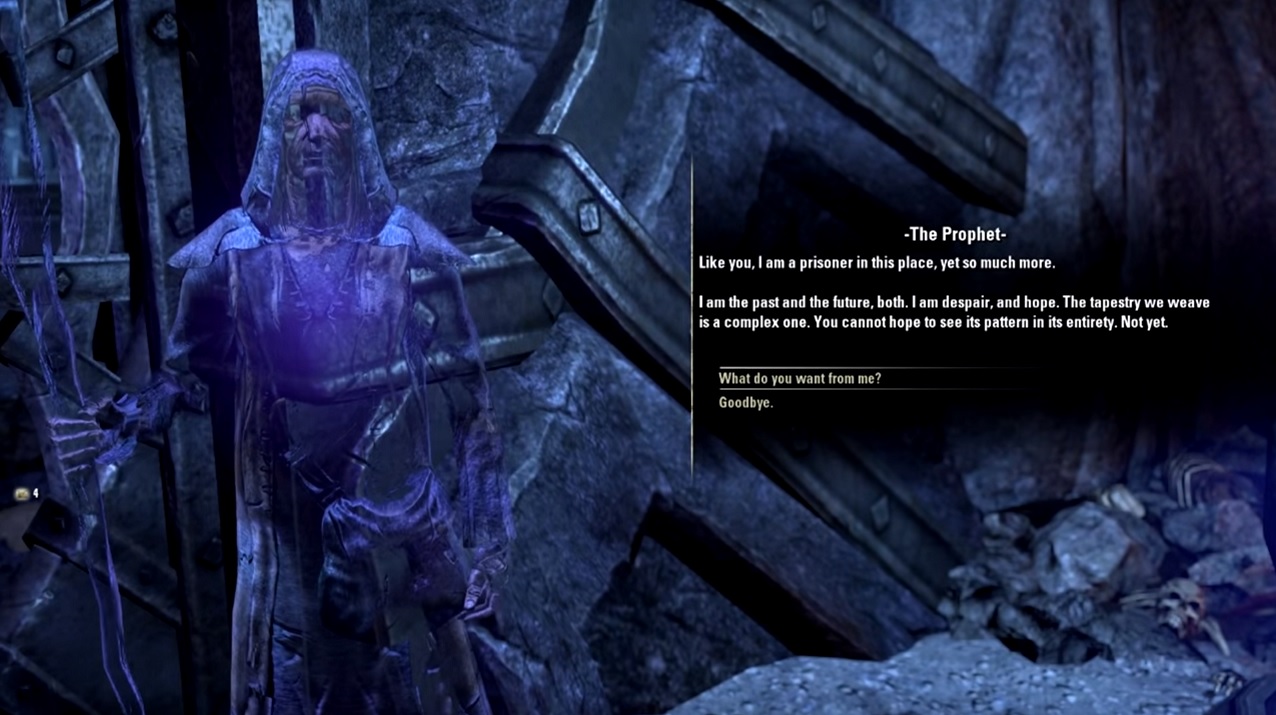 -The Prophet-
Like you, I am a prisoner in this place, yet so much more.
I am the past and the future, both. I am despair, and hope. The tapestry we weave
is a complex one. You cannot hope to see its pattern in its entirety. Not yet.
What do you want from me?
Goodbye.
4